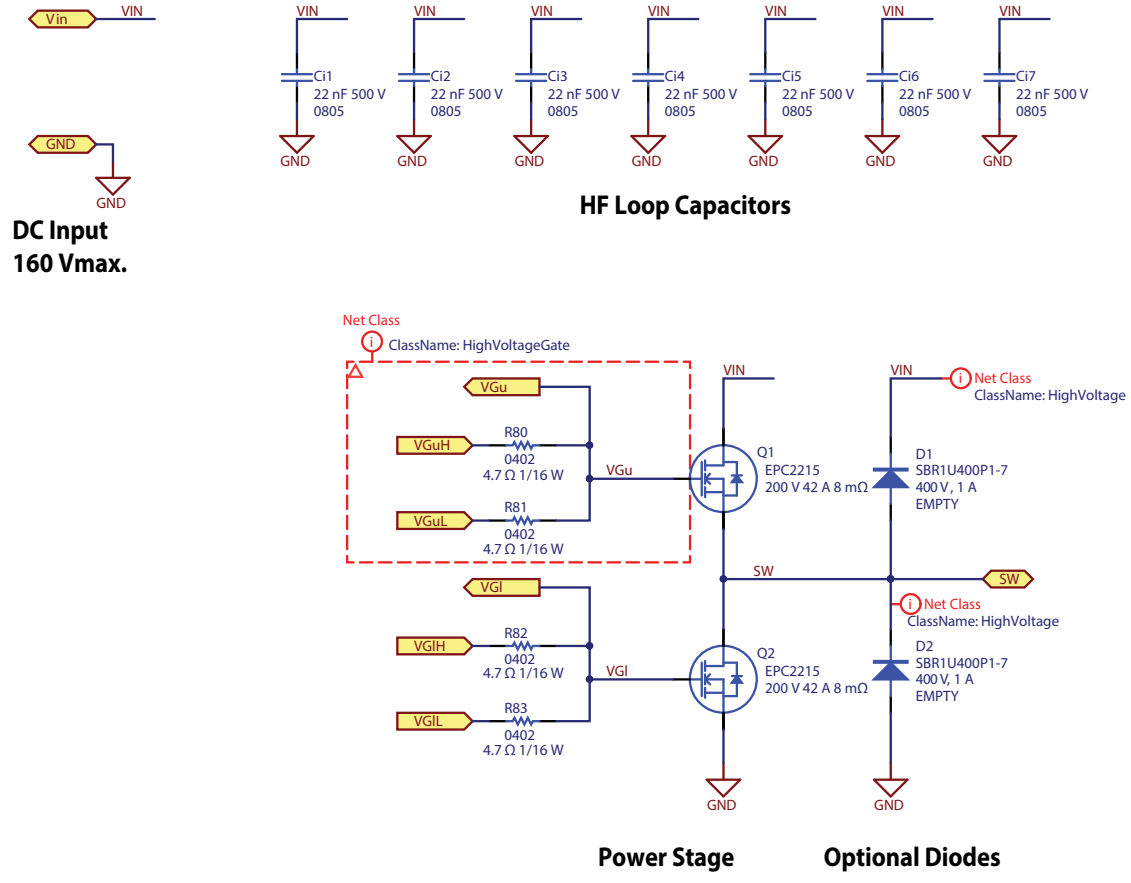 Vin
VIN
GND
GND
DC Input
160 Vmax.
VIN
Ci1
22 nF 500 V
0805
GND
VIN
Ci2
22 nF 500 V
0805
GND
VIN
Ci3
22 nF 500 V
0805
GND
VIN
Ci4
22 nF 500 V
0805
GND
VIN
Ci5
22 nF 500 V
0805
GND
VIN
Ci6
22 nF 500 V
0805
GND
VIN
Ci7
22 nF 500 V
0805
GND
HF Loop Capacitors
Net Class
i
ClassName: HighVoltageGate
VGu
VGuH
R80
0402
4.7 Ω 1/16 W
VGuL
R81
0402
4.7 Ω 1/16 W
VGu
VIN
Q1
EPC2215
200 V 42 A 8 mΩ
VIN
i
Net Class
ClassName: HighVoltage
D1
SBR1U400P1-7
400 V, 1 A
EMPTY
SW
SW
i
Net Class
ClassName: HighVoltage
VGl
VGlH
R82
0402
4.7 Ω 1/16 W
VGlL
R83
0402
4.7 Ω 1/16 W
VGl
Q2
EPC2215
200 V 42 A 8 mΩ
GND
D2
SBR1U400P1-7
400 V, 1 A
EMPTY
GND
Power Stage
Optional Diodes